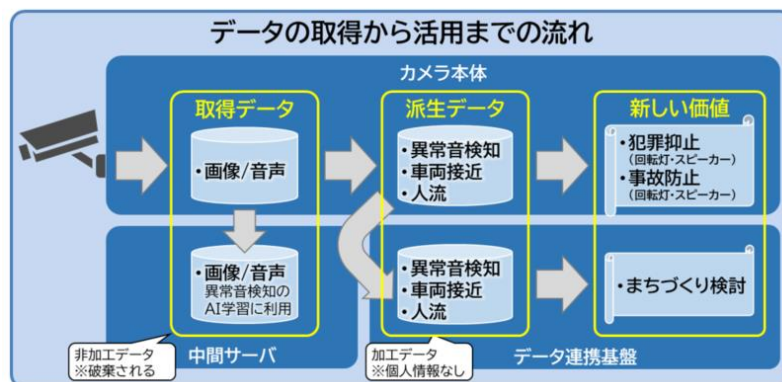 データの取得から活用までの流れ
カメラ本体
取得データ
派生データ
新しい価値
・画像/音声
・異常音検知
・車両接近
・人流
・犯罪抑止
(回転灯・スピーカー)
・事故防止
(回転灯・スピーカー)
・画像/音声
異常音検知の
AI学習に利用
・異常音検知
・車両接近
・人流
・まちづくり検討
非加工データ
※破棄される
中間サーバ
加工データ
※個人情報なし
データ連携基盤